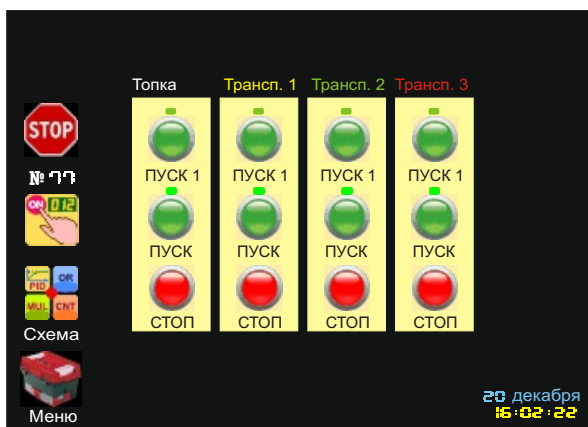 Топка Трансп. 1 Трансп. 2 Трансп. 3
STOP
ПУСК 1 ПУСК 1 ПУСК 1 ПУСК 1
№ 77
ON 012
ПУСК ПУСК ПУСК ПУСК
PID OR
MUL CNT
СТОП СТОП СТОП СТОП
Схема
Меню
20 декабря
16:02:22